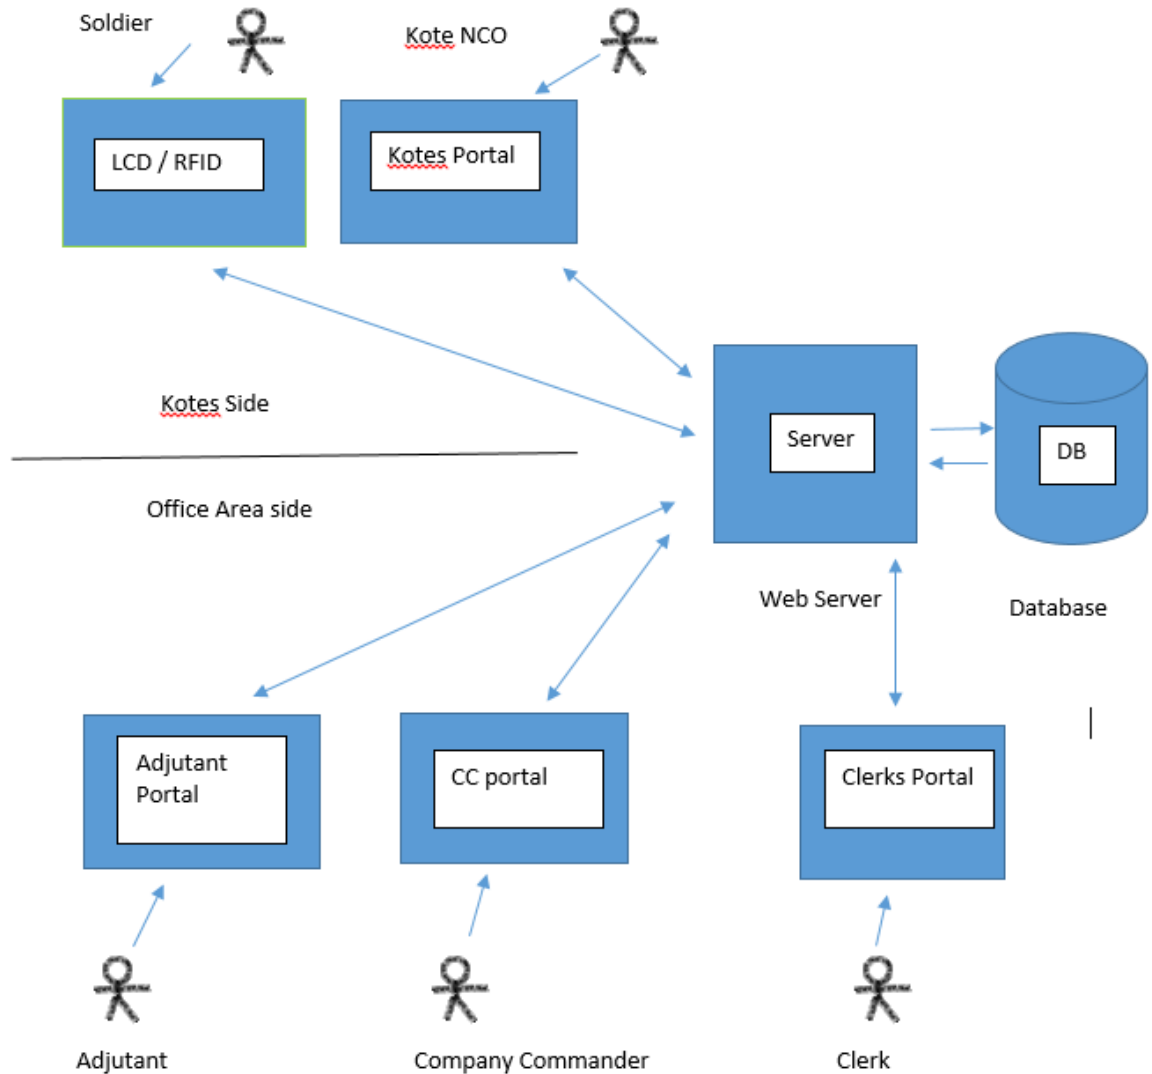 Soldier
Kote NCO
LCD / RFID
Kotes Portal
Kotes Side
Server
DB
Office Area side
Web Server
Database
Adjutant
Portal
CC portal
Clerks Portal
Adjutant
Company Commander
Clerk